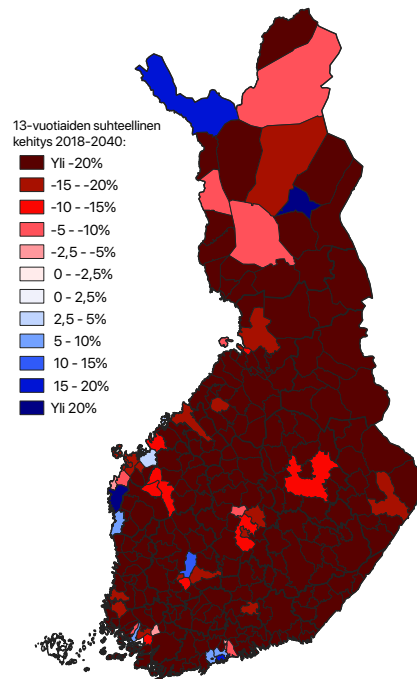 13-vuotiaiden suhteellinen
kehitys 2018-2040:
Yli -20%
-15 - -20%
-10 - -15%
-5 - -10%
-2,5 - -5%
0 - -2,5%
0 - 2,5%
2,5 - 5%
5 - 10%
10 - 15%
15 - 20%
Yli 20%